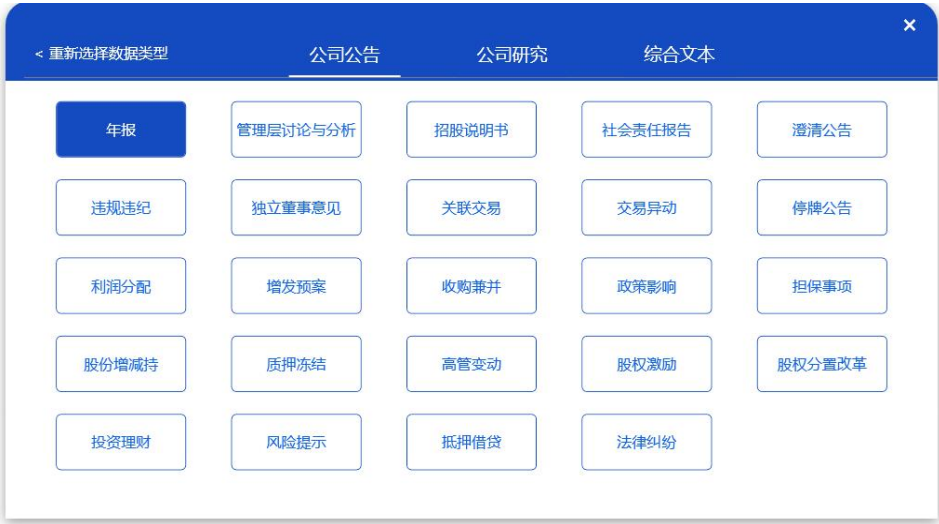 ×
< 重新选择数据类型 公司公告 公司研究 综合文本
年报 管理层讨论与分析 招股说明书 社会责任报告 澄清公告
违规违纪 独立董事意见 关联交易 交易异动 停牌公告
利润分配 增发预案 收购兼并 政策影响 担保事项
股份增减持 质押冻结 高管变动 股权激励 股权分置改革
投资理财 风险提示 抵押借贷 法律纠纷